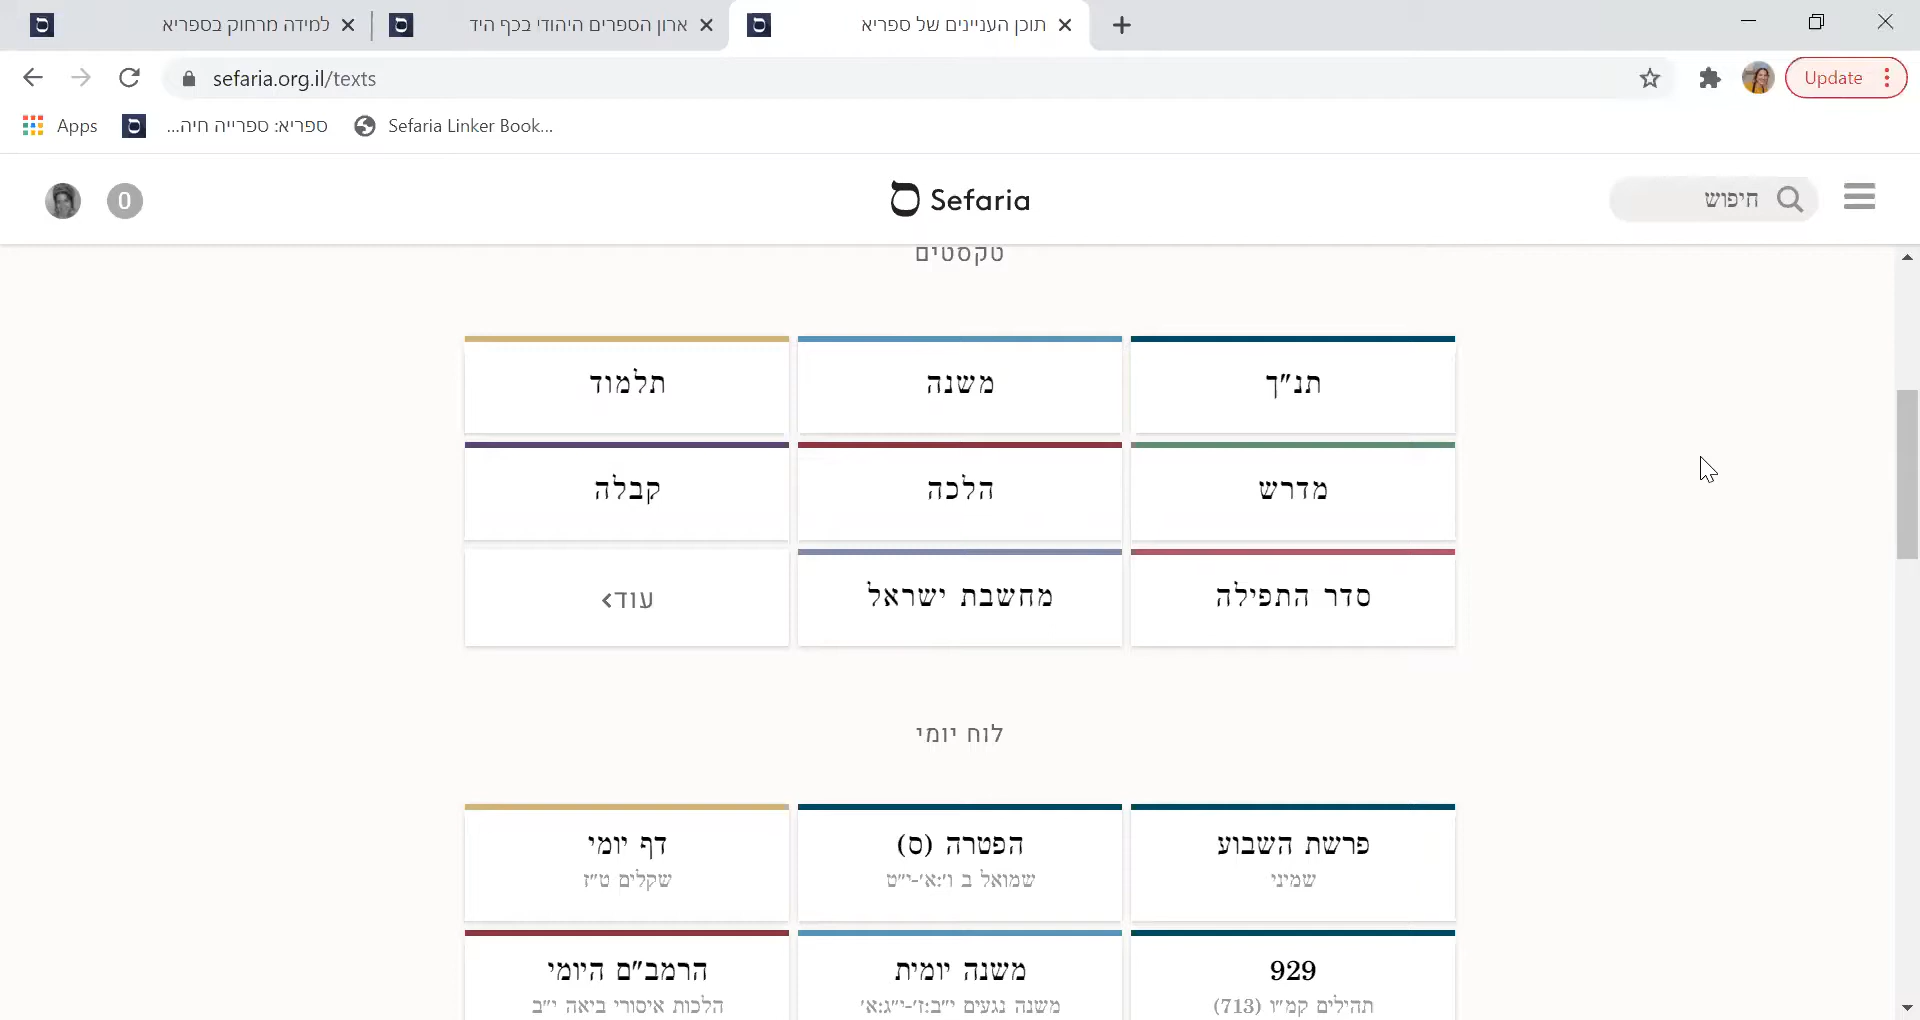 למידה מרחוק בספריא
ארון הספרים היהודי בכף היד
תוכן העניינים של ספריא
sefaria.org.il/texts
Update
Apps
ספריא: ספרייה חיה...
Sefaria Linker Book...
0
Sefaria
חיפוש
טקסטים
תנ"ך
משנה
תלמוד
מדרש
הלכה
קבלה
סדר התפילה
מחשבת ישראל
עוד>
לוח יומי
פרשת השבוע
שמיני
הפטרה (ס)
שמואל ב ו׳:א׳-י״ט
דף יומי
שקלים ט״ז
929
תהילים קמ״ו (713)
משנה יומית
משנה נגעים י״ב:ז׳-י״ג:א׳
הרמב"ם היומי
הלכות איסורי ביאה י״ב